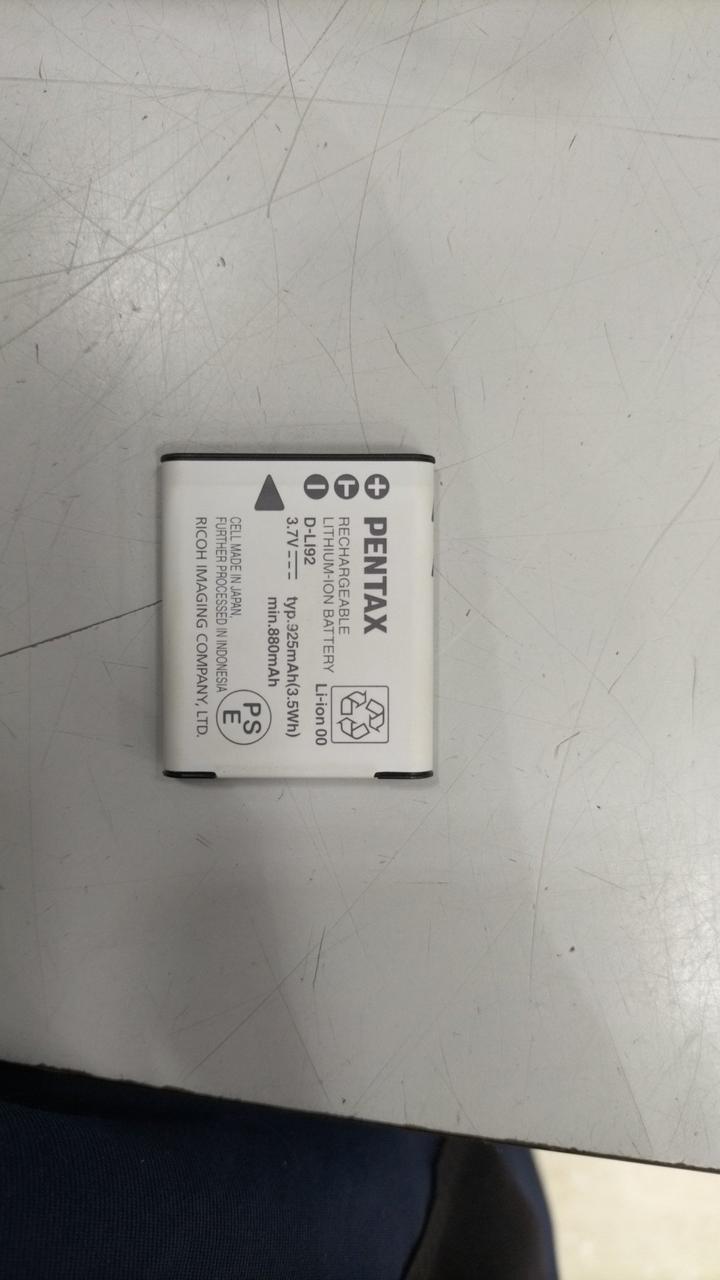 + PENTAX
T RECHARGEABLE
LITHIUM-ION BATTERY
- D-LI92 Li-ion 00
3.7V typ.925mAh(3.5Wh)
min.880mAh
PS
E
CELL MADE IN JAPAN,
FURTHER PROCESSED IN INDONESIA
RICOH IMAGING COMPANY, LTD.